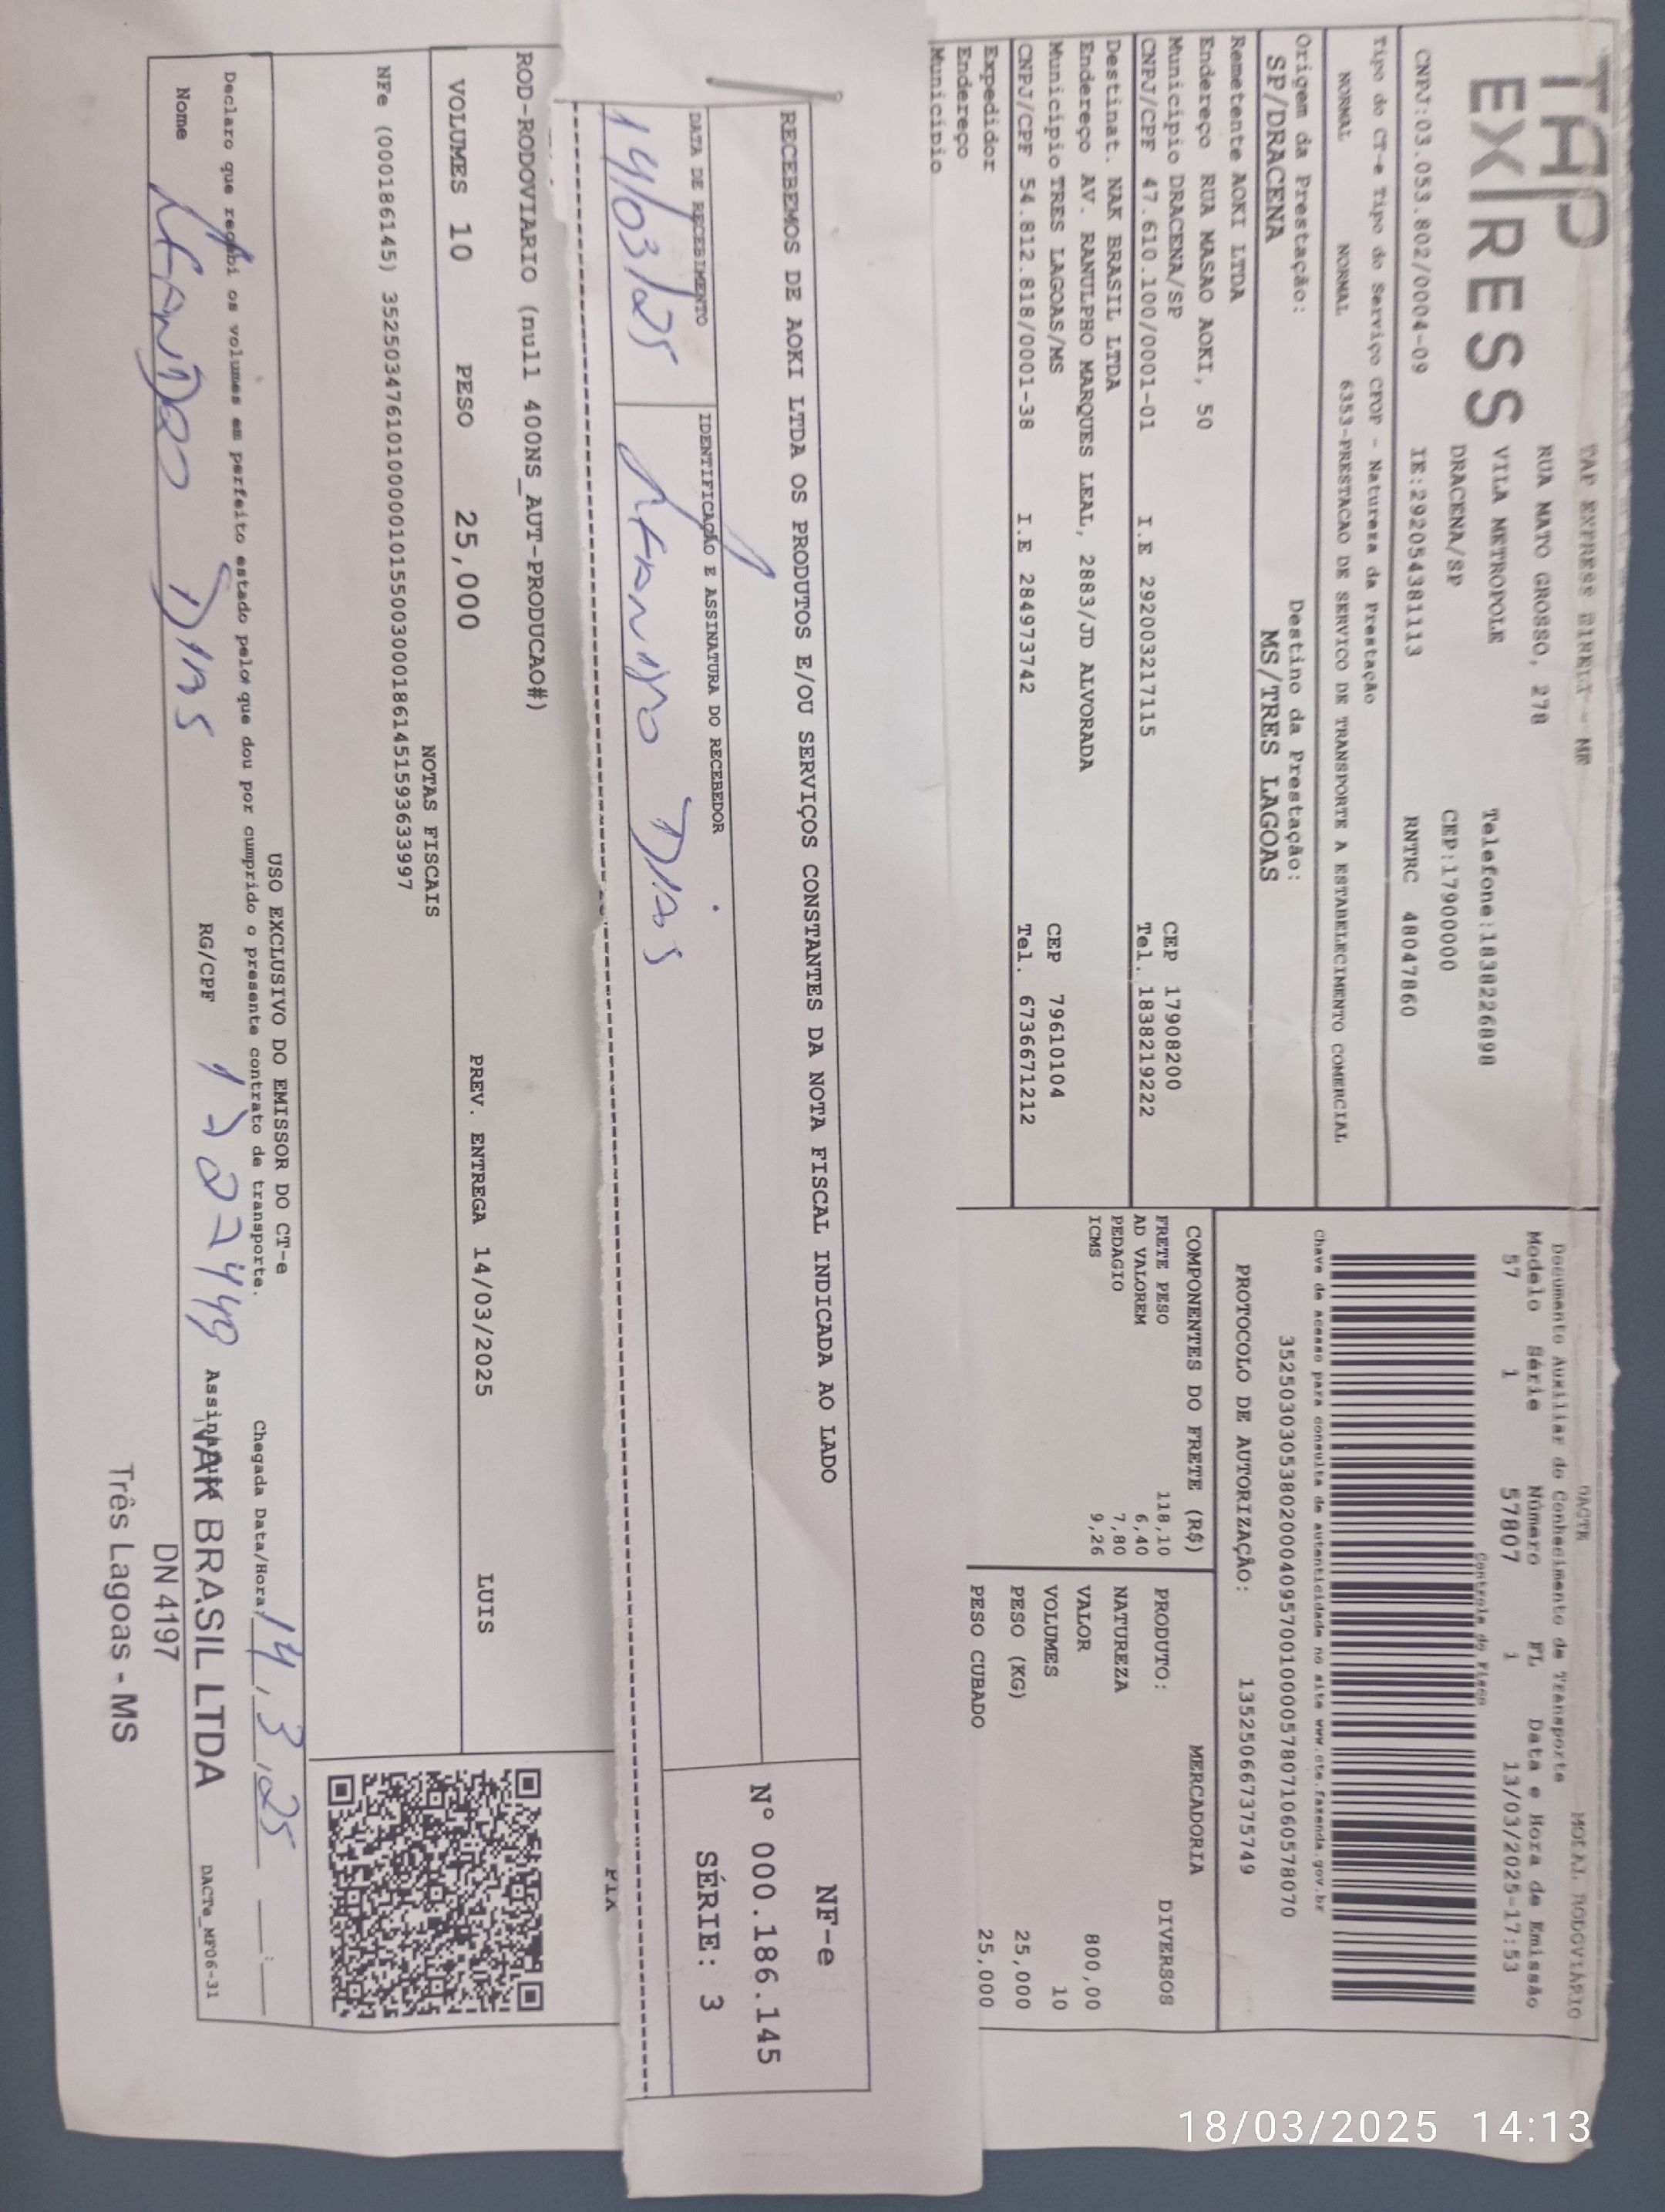 TAP
EXPRESS
TAP EXPRESS EIRELI - ME
RUA MATO GROSSO, 278
VILA METROPOLE
Telefone:1838226898
DRACENA/SP
CEP:17900000
CNPJ:03.053.802/0004-09 IE:292054381113 RNTRC 48047860
Tipo do CT-e Tipo do Serviço CFOP - Natureza da Prestação
NORMAL NORMAL 6353-PRESTACAO DE SERVICO DE TRANSPORTE A ESTABELECIMENTO COMERCIAL
Origem da Prestação: Destino da Prestação:
SP/DRACENA MS/TRES LAGOAS
Remetente AOKI LTDA
Endereço RUA MASAO AOKI, 50
Município DRACENA/SP CEP 17908200
CNPJ/CPF 47.610.100/0001-01 I.E 292003217115 Tel. 1838219222
Destinat. NAK BRASIL LTDA
Endereço AV. RANULPHO MARQUES LEAL, 2883/JD ALVORADA
Município TRES LAGOAS/MS CEP 79610104
CNPJ/CPF 54.812.818/0001-38 I.E 284973742 Tel. 6736671212
Expedidor
Endereço
Município
DACTE MODAL RODOVIÁRIO
Documento Auxiliar do Conhecimento de Transporte
Modelo Série Número FL Data e Hora de Emissão
57 1 57807 1 13/03/2025-17:53
Controle do Fisco
Chave de acesso para consulta de autenticidade no site www.cte.fazenda.gov.br
35250303053802000409570010000578071060578070
PROTOCOLO DE AUTORIZAÇÃO: 135250667375749
COMPONENTES DO FRETE (R$)
FRETE PESO 118,10
AD VALOREM 6,40
PEDAGIO 7,80
ICMS 9,26
MERCADORIA
PRODUTO: DIVERSOS
NATUREZA
VALOR 800,00
VOLUMES 10
PESO (KG) 25,000
PESO CUBADO 25,000
RECEBEMOS DE AOKI LTDA OS PRODUTOS E/OU SERVIÇOS CONSTANTES DA NOTA FISCAL INDICADA AO LADO
DATA DE RECEBIMENTO IDENTIFICAÇÃO E ASSINATURA DO RECEBEDOR
14/03/25 Leandro Dias
NF-e
N° 000.186.145
SÉRIE: 3
ROD-RODOVIARIO (null 400NS_AUT-PRODUCAO#)
VOLUMES 10 PESO 25,000 PREV. ENTREGA 14/03/2025 LUIS
NOTAS FISCAIS
NFe (000186145) 35250347610100000101550030001861451593633997
USO EXCLUSIVO DO EMISSOR DO CT-e
Declaro que recebi os volumes em perfeito estado pelo que dou por cumprido o presente contrato de transporte.
Chegada Data/Hora 14/3/25 :
Nome Leandro Dias RG/CPF
NAK BRASIL LTDA
DN 4197
Três Lagoas - MS
DACTe_MF06-31
18/03/2025 14:13